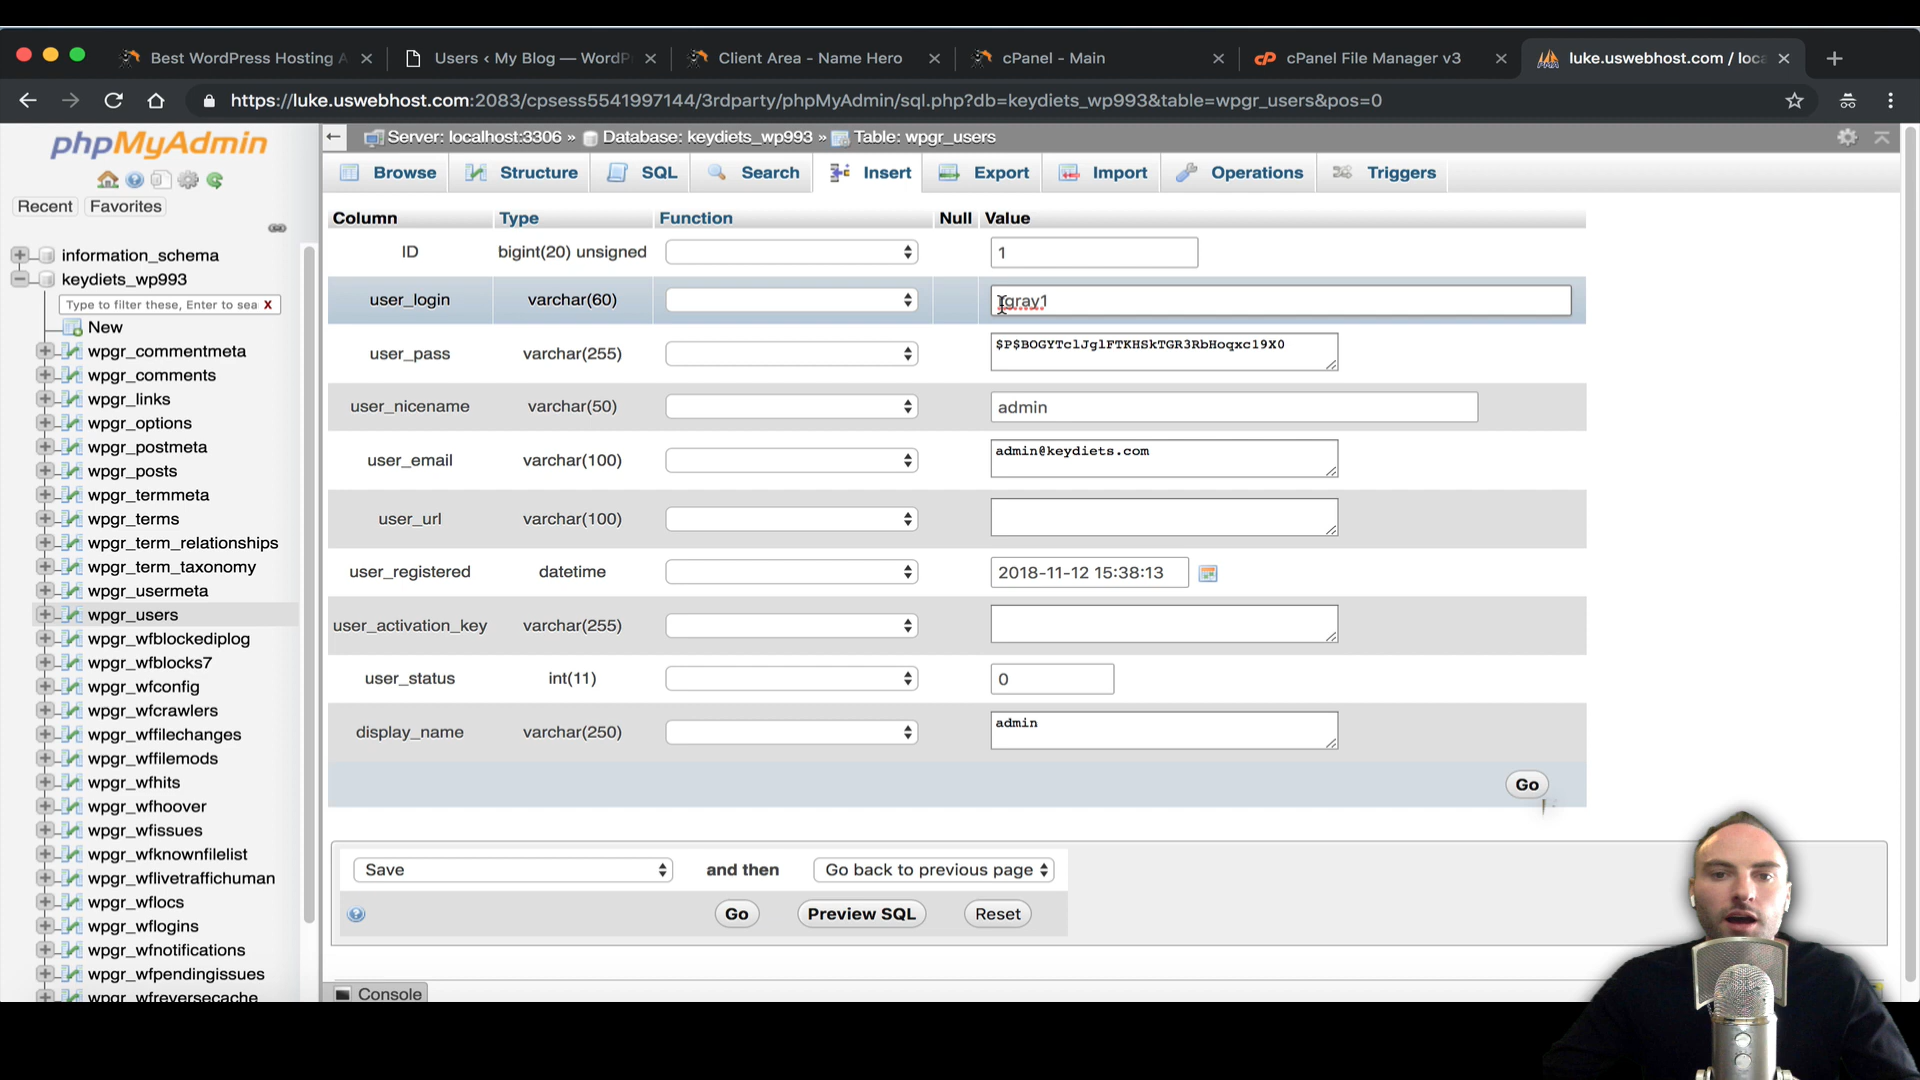 Best WordPress Hosting A
Users ‹ My Blog — WordP
Client Area - Name Hero
cPanel - Main
cPanel File Manager v3
luke.uswebhost.com / loca
https://luke.uswebhost.com:2083/cpsess5541997144/3rdparty/phpMyAdmin/sql.php?db=keydiets_wp993&table=wpgr_users&pos=0
phpMyAdmin
Recent Favorites
information_schema
keydiets_wp993
Type to filter these, Enter to sea X
New
wpgr_commentmeta
wpgr_comments
wpgr_links
wpgr_options
wpgr_postmeta
wpgr_posts
wpgr_termmeta
wpgr_terms
wpgr_term_relationships
wpgr_term_taxonomy
wpgr_usermeta
wpgr_users
wpgr_wfblockediplog
wpgr_wfblocks7
wpgr_wfconfig
wpgr_wfcrawlers
wpgr_wffilechanges
wpgr_wffilemods
wpgr_wfhits
wpgr_wfhoover
wpgr_wfissues
wpgr_wfknownfilelist
wpgr_wflivetraffichuman
wpgr_wflocs
wpgr_wflogins
wpgr_wfnotifications
wpgr_wfpendingissues
wpgr_wfreversecache
Server: localhost:3306 » Database: keydiets_wp993 » Table: wpgr_users
Browse Structure SQL Search Insert Export Import Operations Triggers
Column Type Function Null Value
ID bigint(20) unsigned 1
user_login varchar(60)
user_pass varchar(255) $P$BOGYTclJglFTKHSkTGR3RbHoqxc19X0
user_nicename varchar(50) admin
user_email varchar(100) admin@keydiets.com
user_url varchar(100)
user_registered datetime 2018-11-12 15:38:13
user_activation_key varchar(255)
user_status int(11) 0
display_name varchar(250) admin
Go
Save and then Go back to previous page
Go Preview SQL Reset
Console